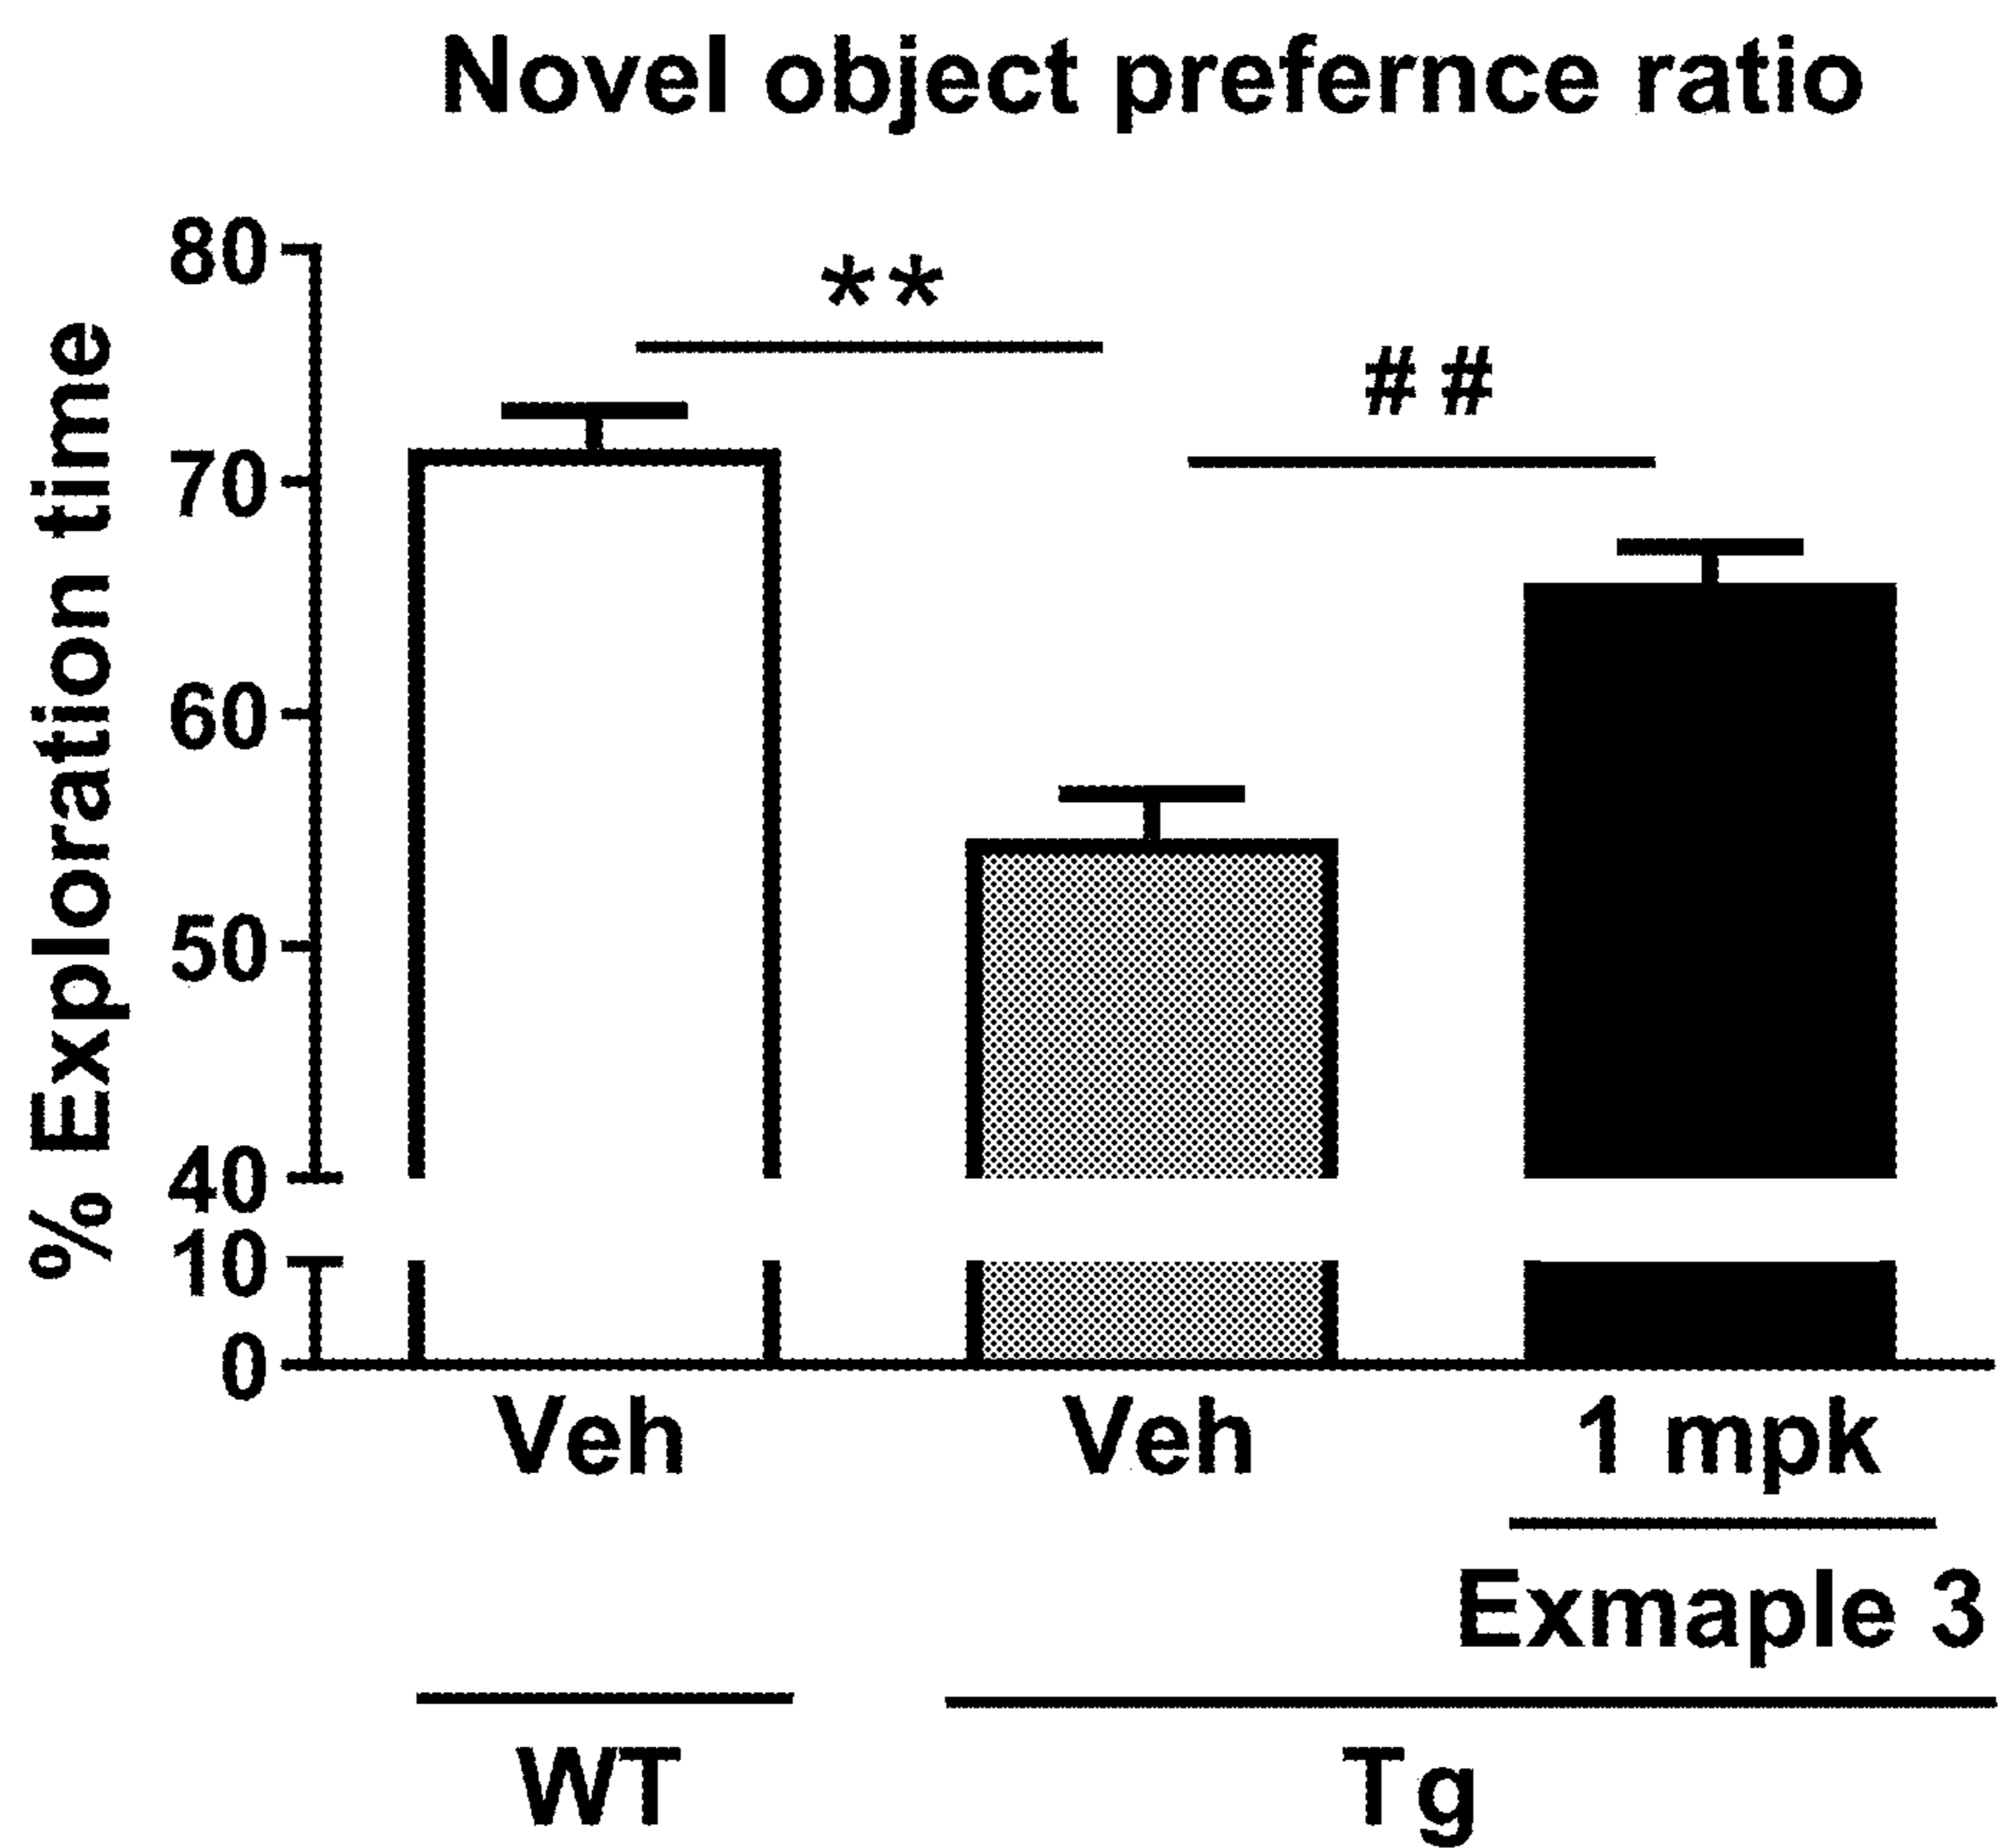 Novel object prefernce ratio
% Exploration time
80
70
60
50
40
10
0
**
##
Veh
Veh
1 mpk
Exmaple 3
WT
Tg